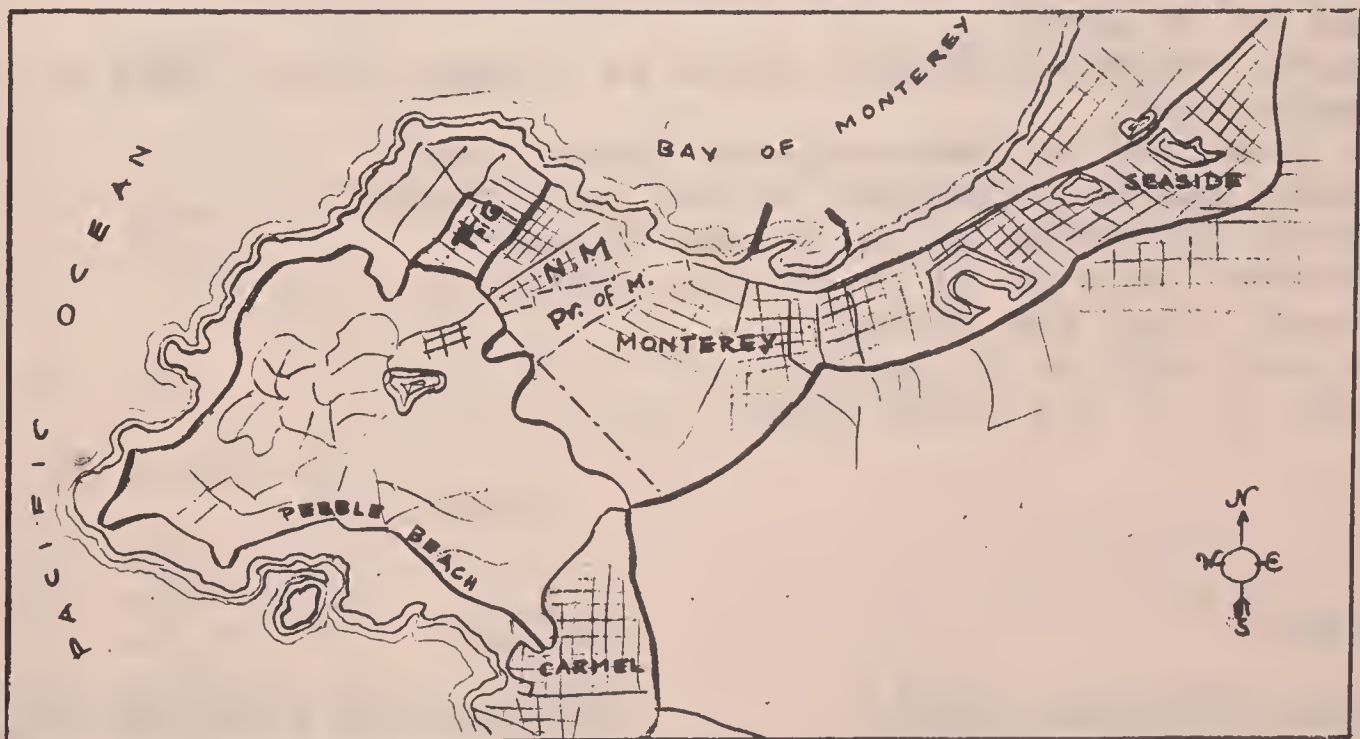 PACIFIC OCEAN
BAY OF MONTEREY
SEASIDE
P.G
N.M
pr. OF M.
MONTEREY
PEBBLE BEACH
CARMEL
N
W E
S